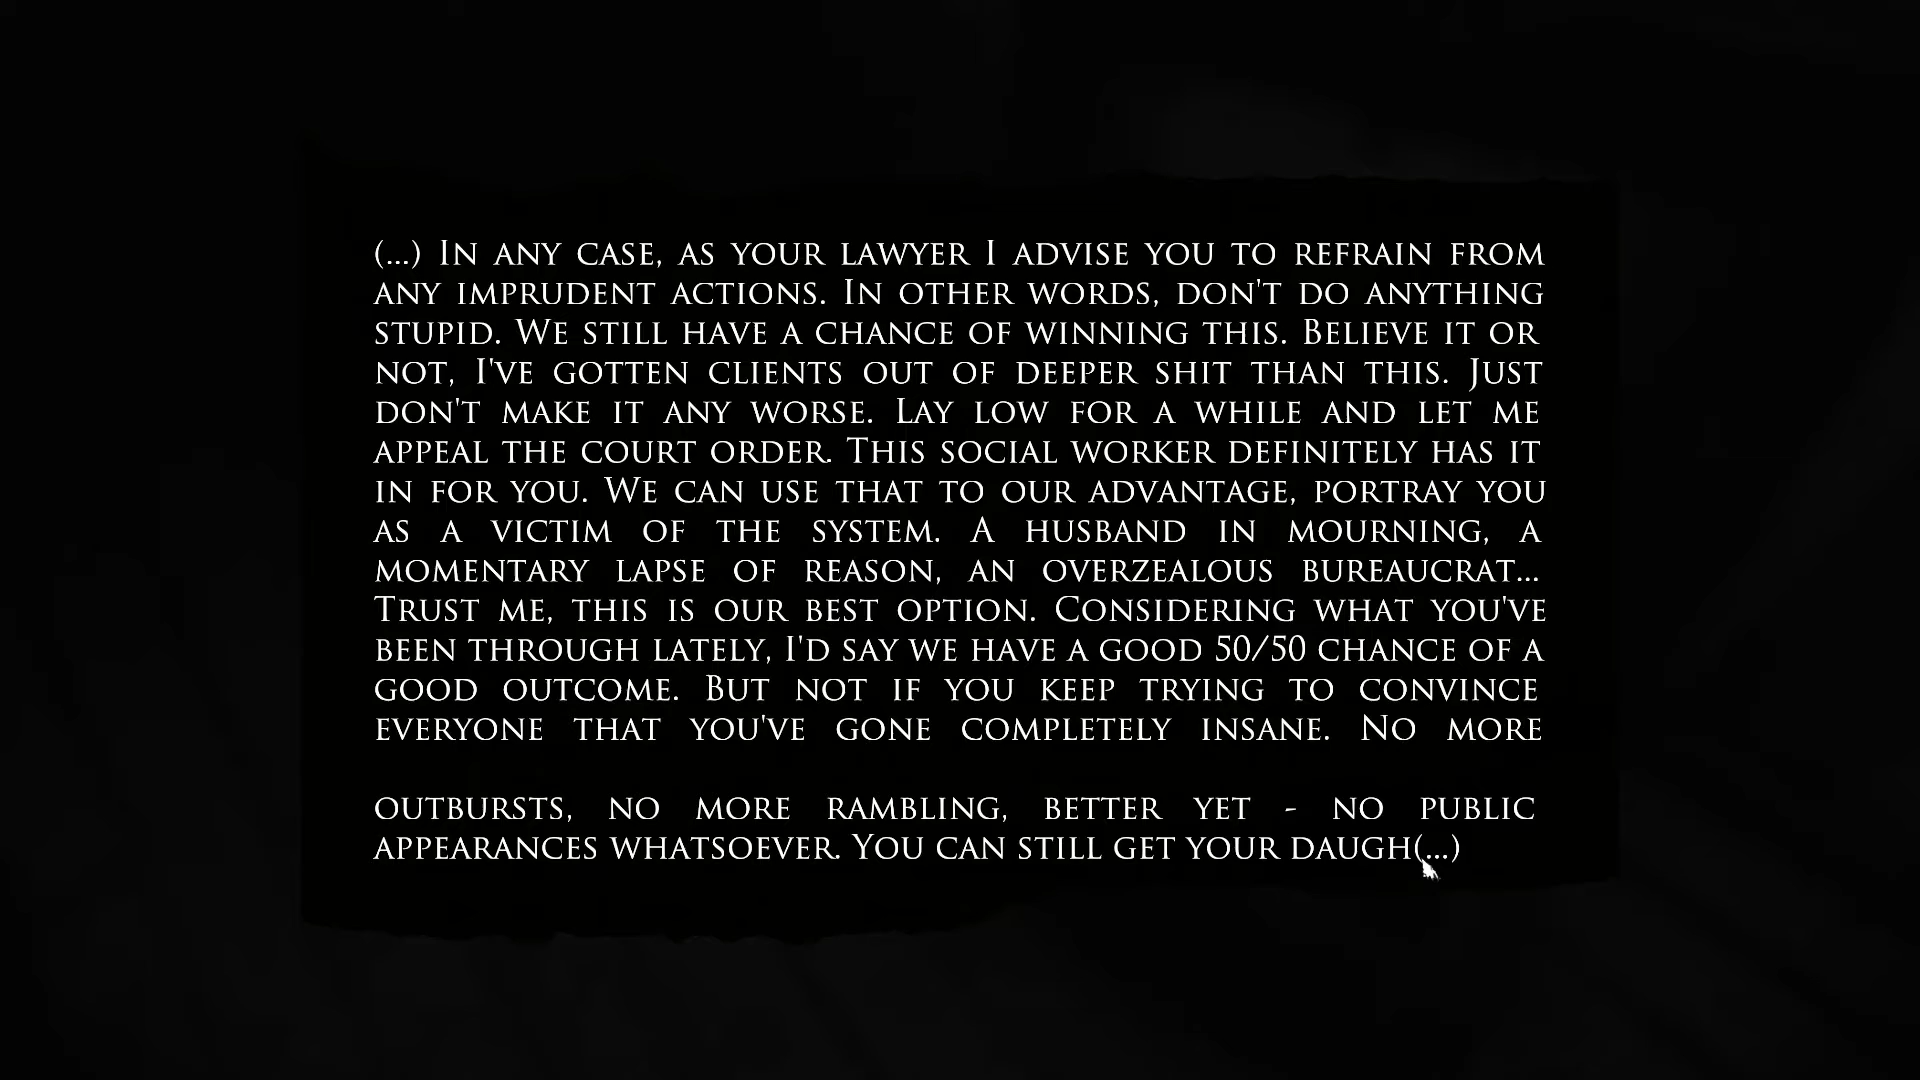 (...) In any case, as your lawyer I advise you to refrain from
any imprudent actions. In other words, don't do anything
stupid. We still have a chance of winning this. Believe it or
not, I've gotten clients out of deeper shit than this. Just
don't make it any worse. Lay low for a while and let me
appeal the court order. This social worker definitely has it
in for you. We can use that to our advantage, portray you
as a victim of the system. A husband in mourning, a
momentary lapse of reason, an overzealous bureaucrat...
Trust me, this is our best option. Considering what you've
been through lately, I'd say we have a good 50/50 chance of a
good outcome. But not if you keep trying to convince
everyone that you've gone completely insane. No more
outbursts, no more rambling, better yet - no public
appearances whatsoever. You can still get your daugh(...)